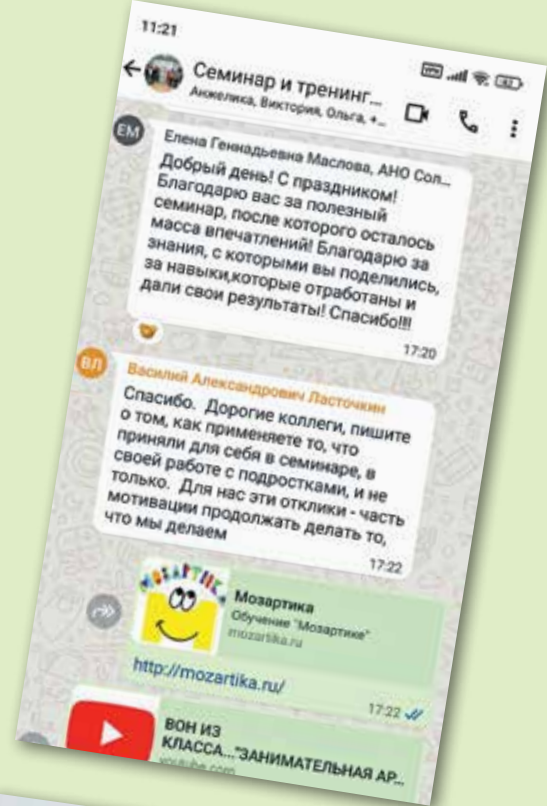 11:21
Семинар и тренинг...
Анжелика, Виктория, Ольга, +...
ЕМ
Елена Геннадьевна Маслова, АНО Сол...
Добрый день! С праздником!
Благодарю вас за полезный
семинар, после которого осталось
масса впечатлений! Благодарю за
знания, с которыми вы поделились,
за навыки,которые отработаны и
дали свои результаты! Спасибо!!!
17:20
ВЛ
Василий Александрович Ласточкин
Спасибо. Дорогие коллеги, пишите
о том, как применяете то, что
приняли для себя в семинаре, в
своей работе с подростками, и не
только. Для нас эти отклики - часть
мотивации продолжать делать то,
что мы делаем
17:22
МОЗАРТИКА
Мозартика
Обучение "Мозартике"
mozartika.ru
http://mozartika.ru/
17:22
ВОН ИЗ
КЛАССА..."ЗАНИМАТЕЛЬНАЯ АР...
youtube.com